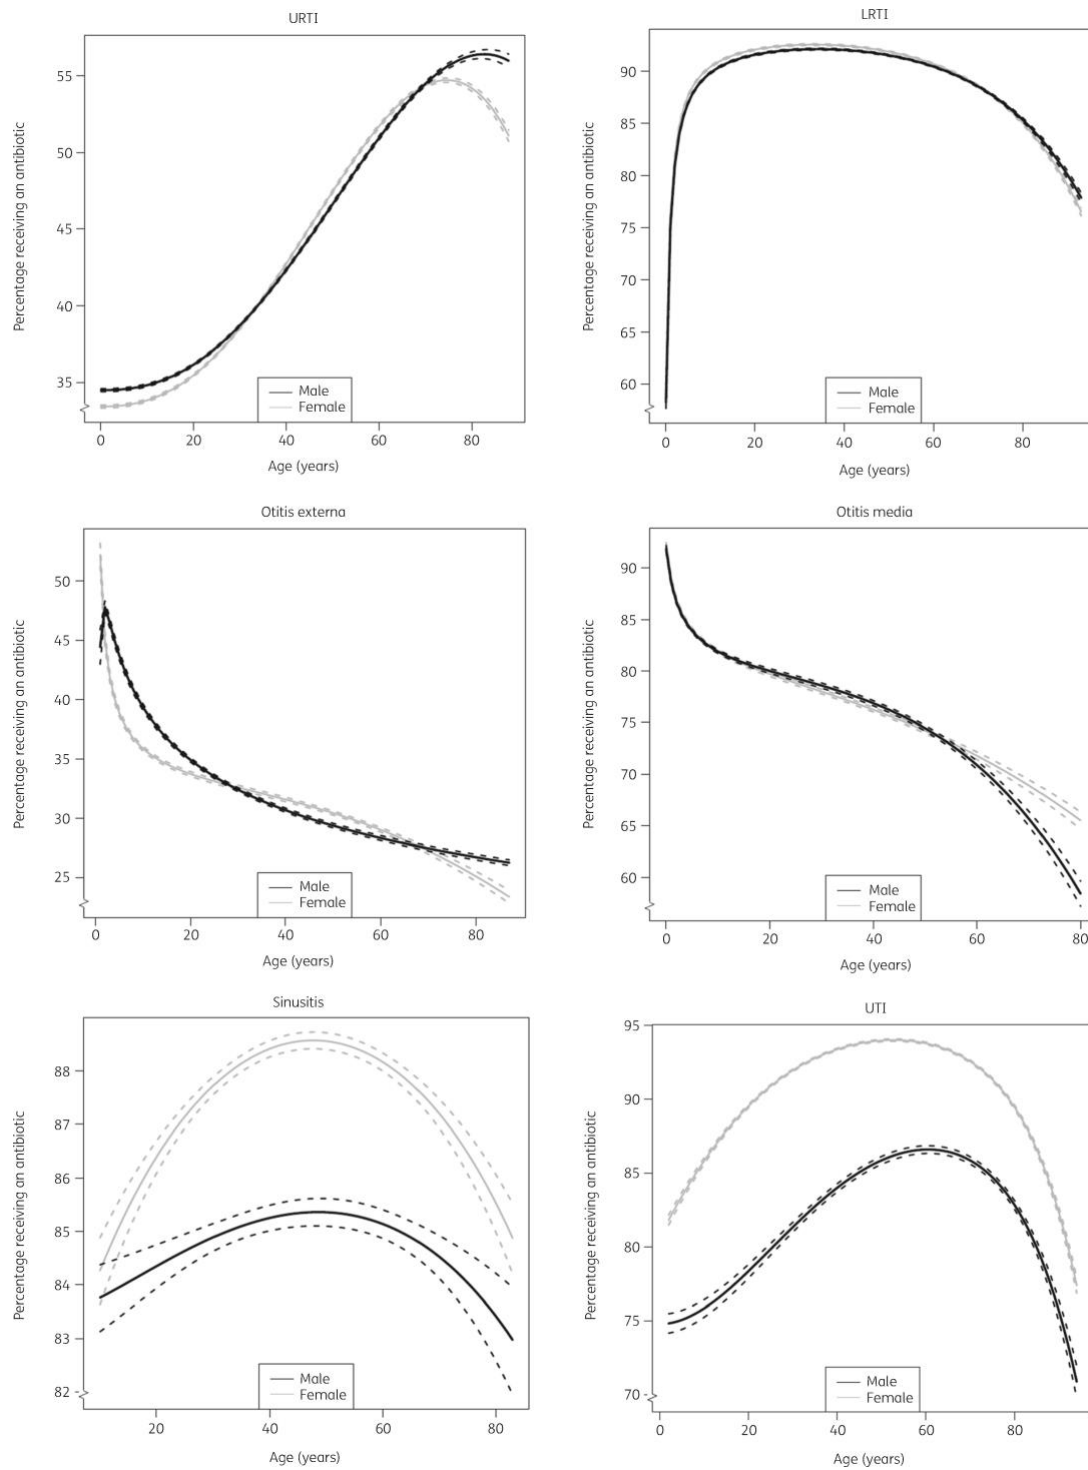 URTI
Percentage receiving an antibiotic
55
50
45
40
35
Male
Female
0 20 40 60 80
Age (years)
LRTI
Percentage receiving an antibiotic
90
85
80
75
70
65
60
Male
Female
0 20 40 60 80
Age (years)
Otitis externa
Percentage receiving an antibiotic
50
45
40
35
30
25
Male
Female
0 20 40 60 80
Age (years)
Otitis media
Percentage receiving an antibiotic
90
85
80
75
70
65
60
Male
Female
0 20 40 60 80
Age (years)
Sinusitis
Percentage receiving an antibiotic
88
87
86
85
84
83
82
Male
Female
20 40 60 80
Age (years)
UTI
Percentage receiving an antibiotic
95
90
85
80
75
70
Male
Female
0 20 40 60 80
Age (years)